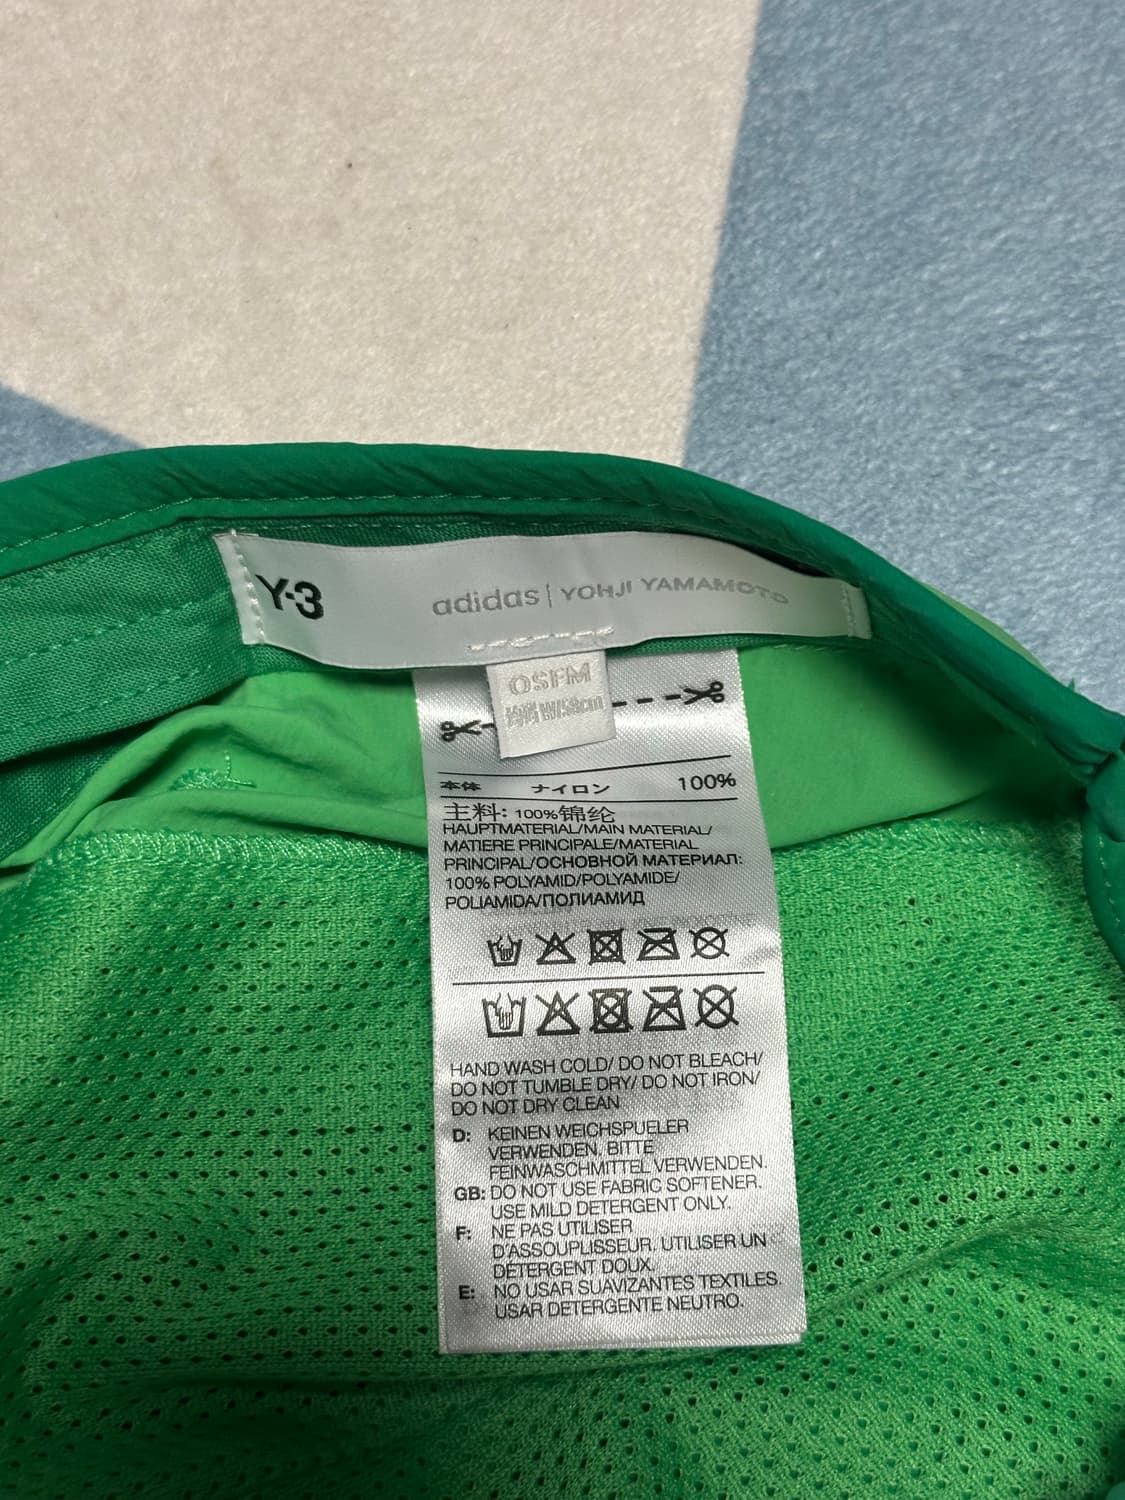 Y-3 adidas | YOHJI YAMAMOTO
OSFM
均碼 W/58cm
本体 ナイロン 100%
主料: 100%锦纶
HAUPTMATERIAL/MAIN MATERIAL/
MATIERE PRINCIPALE/MATERIAL
PRINCIPAL/ОСНОВНОЙ МАТЕРИАЛ:
100% POLYAMID/POLYAMIDE/
POLIAMIDA/ПОЛИАМИД
HAND WASH COLD/ DO NOT BLEACH/
DO NOT TUMBLE DRY/ DO NOT IRON/
DO NOT DRY CLEAN
D: KEINEN WEICHSPUELER
VERWENDEN, BITTE
FEINWASCHMITTEL VERWENDEN.
GB: DO NOT USE FABRIC SOFTENER.
USE MILD DETERGENT ONLY.
F: NE PAS UTILISER
D'ASSOUPLISSEUR. UTILISER UN
DÉTERGENT DOUX.
E: NO USAR SUAVIZANTES TEXTILES.
USAR DETERGENTE NEUTRO.